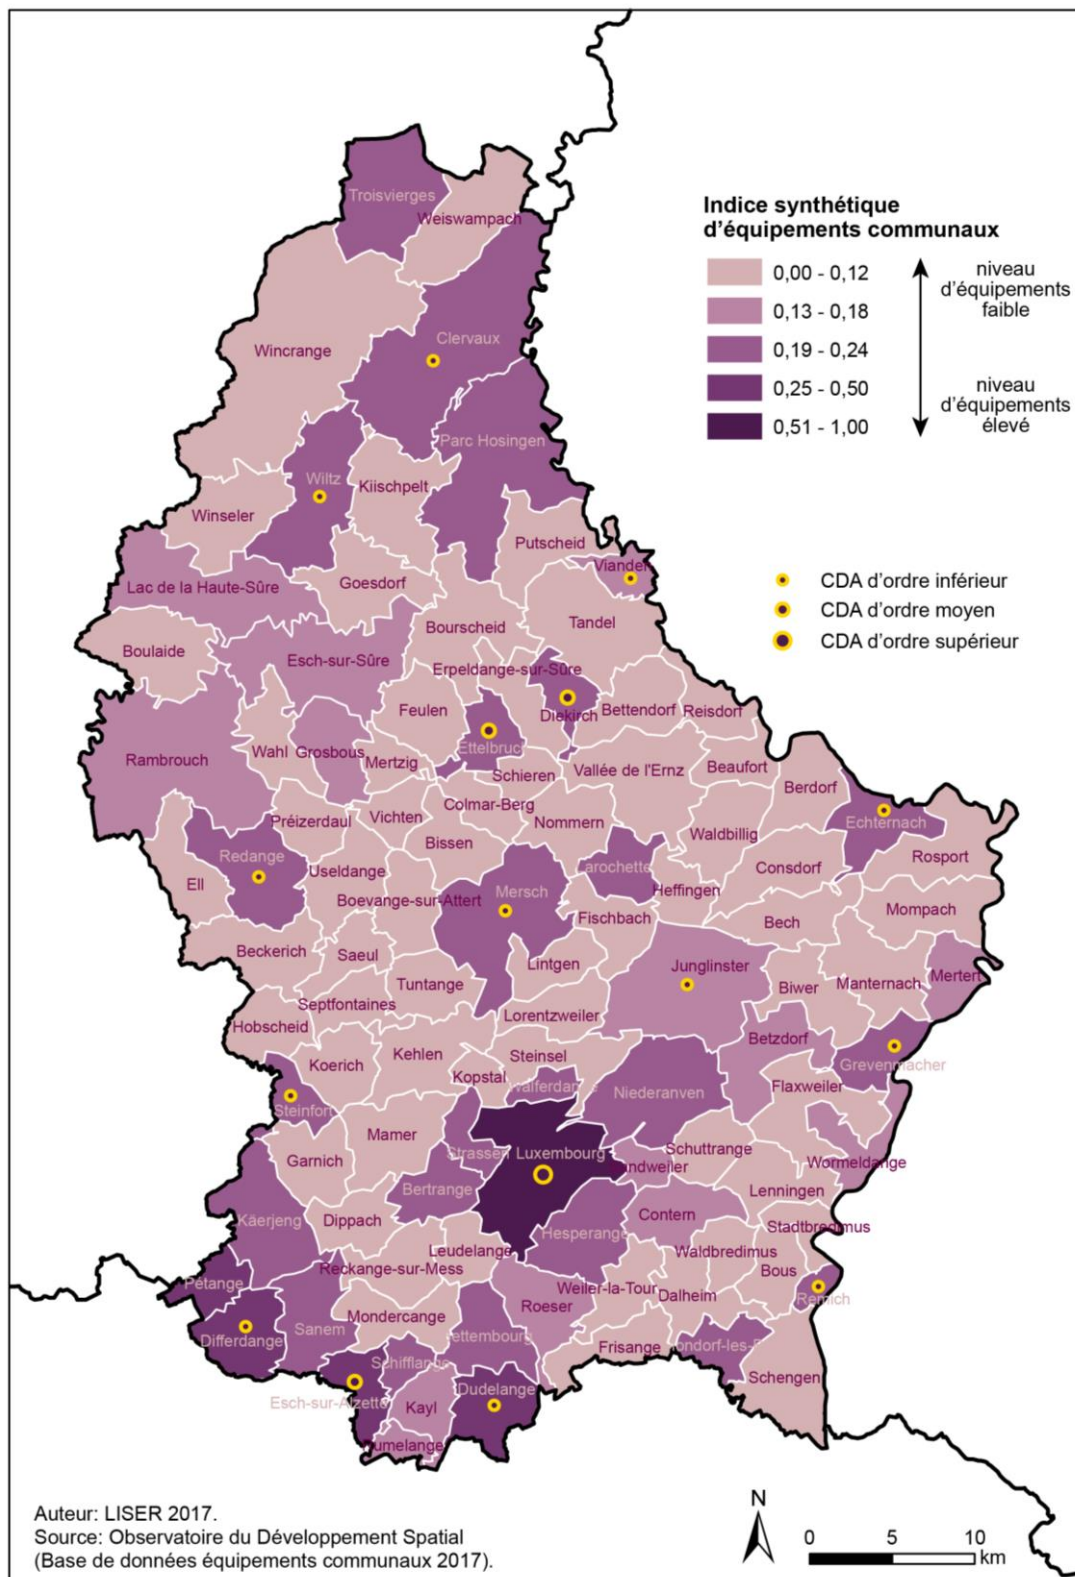 Indice synthétique
d'équipements communaux
0,00 - 0,12
0,13 - 0,18
0,19 - 0,24
0,25 - 0,50
0,51 - 1,00
niveau
d'équipements
faible
niveau
d'équipements
élevé
CDA d'ordre inférieur
CDA d'ordre moyen
CDA d'ordre supérieur
Troisvierges
Weiswampach
Clervaux
Wincrange
Parc Hosingen
Wiltz
Kiischpelt
Winseler
Putscheid
Vianden
Lac de la Haute-Sûre
Goesdorf
Tandel
Bourscheid
Boulaide
Esch-sur-Sûre
Erpeldange-sur-Sûre
Feulen
Diekirch
Bettendorf
Reisdorf
Rambrouch
Wahl
Grosbous
Mertzig
Ettelbruck
Schieren
Vallée de l'Ernz
Beaufort
Berdorf
Colmar-Berg
Préizerdaul
Vichten
Nommern
Waldbillig
Echternach
Bissen
Redange
Useldange
Larochette
Consdorf
Rosport
Ell
Boevange-sur-Attert
Mersch
Heffingen
Fischbach
Bech
Mompach
Beckerich
Saeul
Lintgen
Junglinster
Tuntange
Biwer
Manternach
Mertert
Septfontaines
Lorentzweiler
Hobscheid
Betzdorf
Kehlen
Steinsel
Koerich
Kopstal
Grevenmacher
Walferdange
Niederanven
Flaxweiler
Steinfort
Mamer
Schuttrange
Strassen
Luxembourg
Garnich
Sandweiler
Wormeldange
Bertrange
Lenningen
Contern
Käerjeng
Dippach
Stadtbredimus
Hesperange
Leudelange
Waldbredimus
Reckange-sur-Mess
Bous
Pétange
Weiler-la-Tour
Dalheim
Remich
Roeser
Mondercange
Sanem
Differdange
Bettembourg
Frisange
Mondorf-les-B
Schifflange
Schengen
Dudelange
Esch-sur-Alzette
Kayl
Rumelange
Auteur: LISER 2017.
Source: Observatoire du Développement Spatial
(Base de données équipements communaux 2017).
N
0 5 10
km